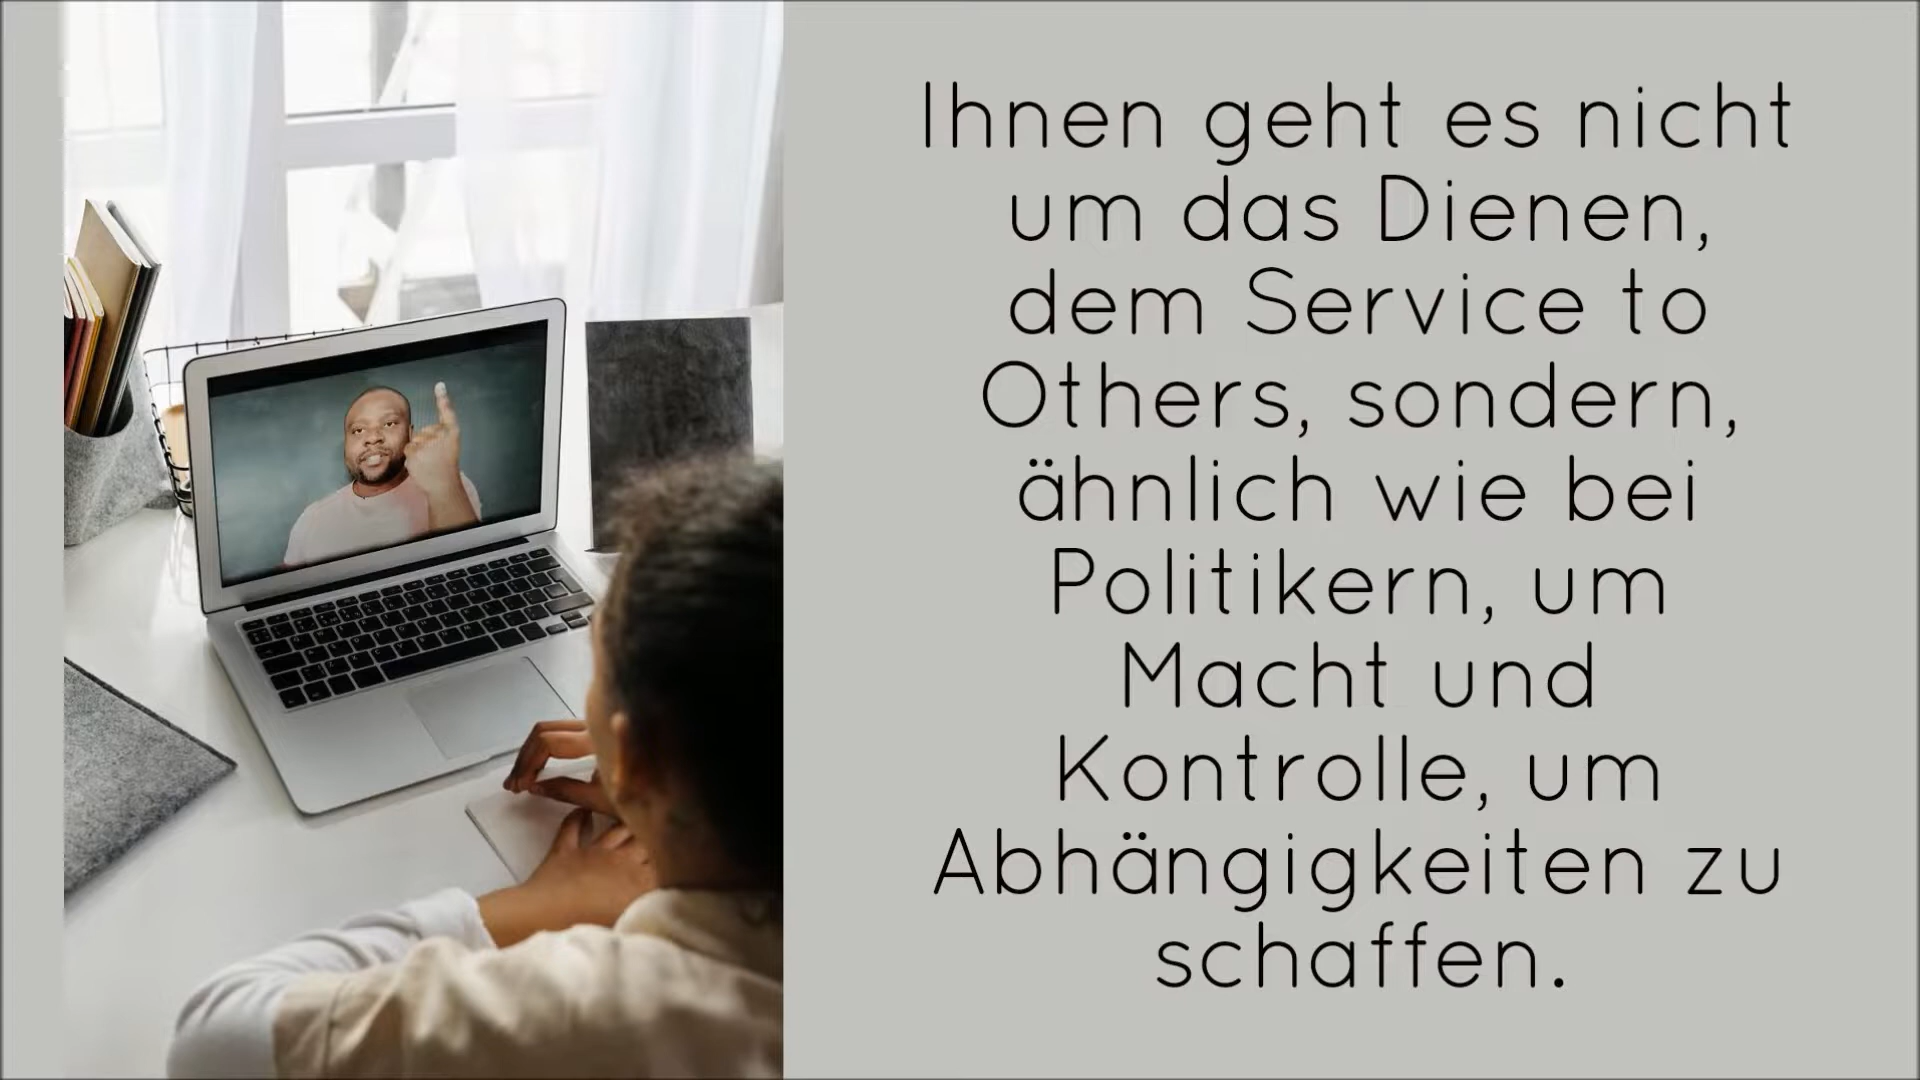 Ihnen geht es nicht
um das Dienen,
dem Service to
Others, sondern,
ähnlich wie bei
Politikern, um
Macht und
Kontrolle, um
Abhängigkeiten zu
schaffen.